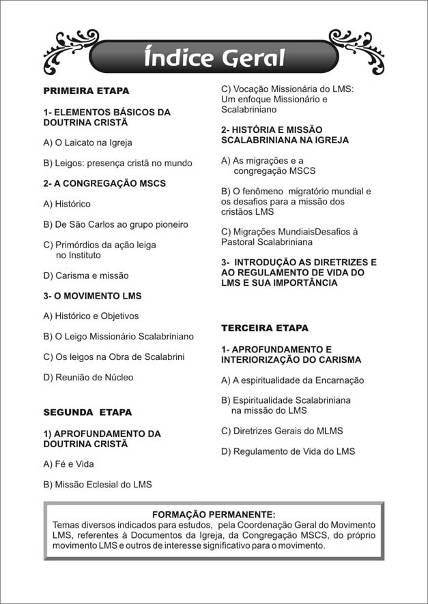 Índice Geral
PRIMEIRA ETAPA
1- ELEMENTOS BÁSICOS DA
DOUTRINA CRISTÃ
A) O Laicato na Igreja
B) Leigos: presença cristã no mundo
2- A CONGREGAÇÃO MSCS
A) Histórico
B) De São Carlos ao grupo pioneiro
C) Primórdios da ação leiga
no Instituto
D) Carisma e missão
3- O MOVIMENTO LMS
A) Histórico e Objetivos
B) O Leigo Missionário Scalabriniano
C) Os leigos na Obra de Scalabrini
D) Reunião de Núcleo
SEGUNDA ETAPA
1) APROFUNDAMENTO DA
DOUTRINA CRISTÃ
A) Fé e Vida
B) Missão Eclesial do LMS
C) Vocação Missionária do LMS:
Um enfoque Missionário e
Scalabriniano
2- HISTÓRIA E MISSÃO
SCALABRINIANA NA IGREJA
A) As migrações e a
congregação MSCS
B) O fenômeno migratório mundial e
os desafios para a missão dos
cristãos LMS
C) Migrações MundiaisDesafios à
Pastoral Scalabriniana
3- INTRODUÇÃO AS DIRETRIZES E
AO REGULAMENTO DE VIDA DO
LMS E SUA IMPORTÂNCIA
TERCEIRA ETAPA
1- APROFUNDAMENTO E
INTERIORIZAÇÃO DO CARISMA
A) A espiritualidade da Encarnação
B) Espiritualidade Scalabriniana
na missão do LMS
C) Diretrizes Gerais do MLMS
D) Regulamento de Vida do LMS
FORMAÇÃO PERMANENTE:
Temas diversos indicados para estudos, pela Coordenação Geral do Movimento
LMS, referentes à Documentos da Igreja, da Congregação MSCS, do próprio
movimento LMS e outros de interesse significativo para o movimento.